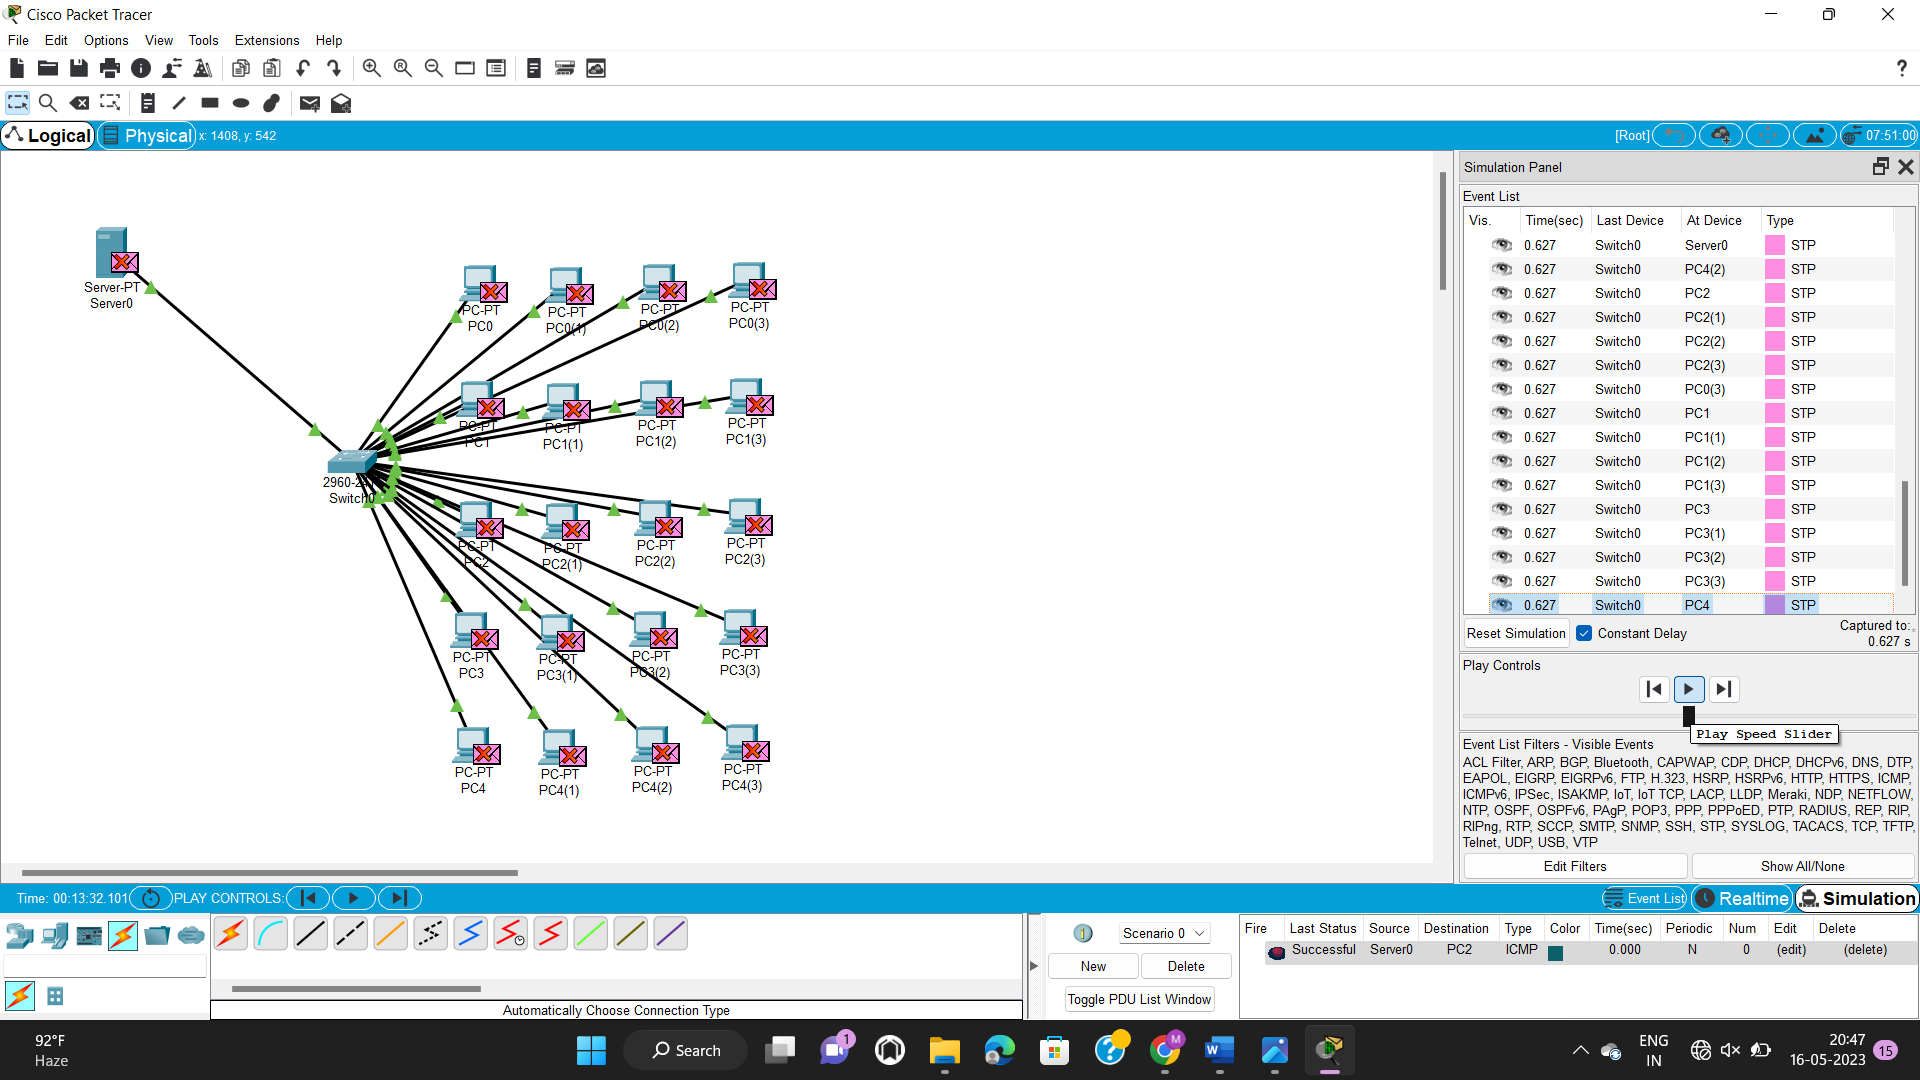 Cisco Packet Tracer
File Edit Options View Tools Extensions Help
Logical Physical x: 1408, y: 542 [Root] 07:51:00
Server-PT
Server0
2960-24
Switch0
PC-PT
PC0
PC-PT
PC0(1)
PC-PT
PC0(2)
PC-PT
PC0(3)
PC-PT
PC1
PC-PT
PC1(1)
PC-PT
PC1(2)
PC-PT
PC1(3)
PC-PT
PC2
PC-PT
PC2(1)
PC-PT
PC2(2)
PC-PT
PC2(3)
PC-PT
PC3
PC-PT
PC3(1)
PC-PT
PC3(2)
PC-PT
PC3(3)
PC-PT
PC4
PC-PT
PC4(1)
PC-PT
PC4(2)
PC-PT
PC4(3)
Simulation Panel
Event List
Vis. Time(sec) Last Device At Device Type
0.627 Switch0 Server0 STP
0.627 Switch0 PC4(2) STP
0.627 Switch0 PC2 STP
0.627 Switch0 PC2(1) STP
0.627 Switch0 PC2(2) STP
0.627 Switch0 PC2(3) STP
0.627 Switch0 PC0(3) STP
0.627 Switch0 PC1 STP
0.627 Switch0 PC1(1) STP
0.627 Switch0 PC1(2) STP
0.627 Switch0 PC1(3) STP
0.627 Switch0 PC3 STP
0.627 Switch0 PC3(1) STP
0.627 Switch0 PC3(2) STP
0.627 Switch0 PC3(3) STP
0.627 Switch0 PC4 STP
Reset Simulation Constant Delay Captured to:
0.627 s
Play Controls
Play Speed Slider
Event List Filters - Visible Events
ACL Filter, ARP, BGP, Bluetooth, CAPWAP, CDP, DHCP, DHCPv6, DNS, DTP,
EAPOL, EIGRP, EIGRPv6, FTP, H.323, HSRP, HSRPv6, HTTP, HTTPS, ICMP,
ICMPv6, IPSec, ISAKMP, IoT, IoT TCP, LACP, LLDP, Meraki, NDP, NETFLOW,
NTP, OSPF, OSPFv6, PAgP, POP3, PPP, PPPoED, PTP, RADIUS, REP, RIP,
RIPng, RTP, SCCP, SMTP, SNMP, SSH, STP, SYSLOG, TACACS, TCP, TFTP,
Telnet, UDP, USB, VTP
Edit Filters Show All/None
Time: 00:13:32.101 PLAY CONTROLS: Event List Realtime Simulation
Automatically Choose Connection Type
1 Scenario 0
New Delete
Toggle PDU List Window
Fire Last Status Source Destination Type Color Time(sec) Periodic Num Edit Delete
Successful Server0 PC2 ICMP 0.000 N 0 (edit) (delete)
92°F
Haze
Search
1
M
ENG
IN
20:47
16-05-2023
15